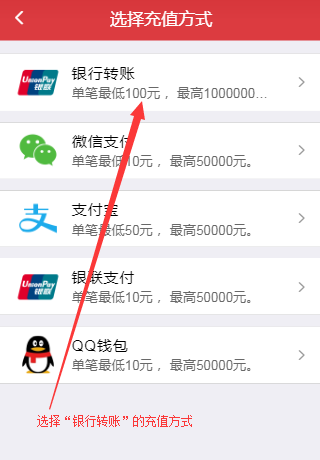 选择充值方式
UnionPay
银联
银行转账
单笔最低100元，最高1000000...
微信支付
单笔最低10元，最高50000元。
支
支付宝
单笔最低50元，最高50000元。
UnionPay
银联
银联支付
单笔最低10元，最高50000元。
QQ钱包
单笔最低10元，最高50000元。
选择“银行转账”的充值方式